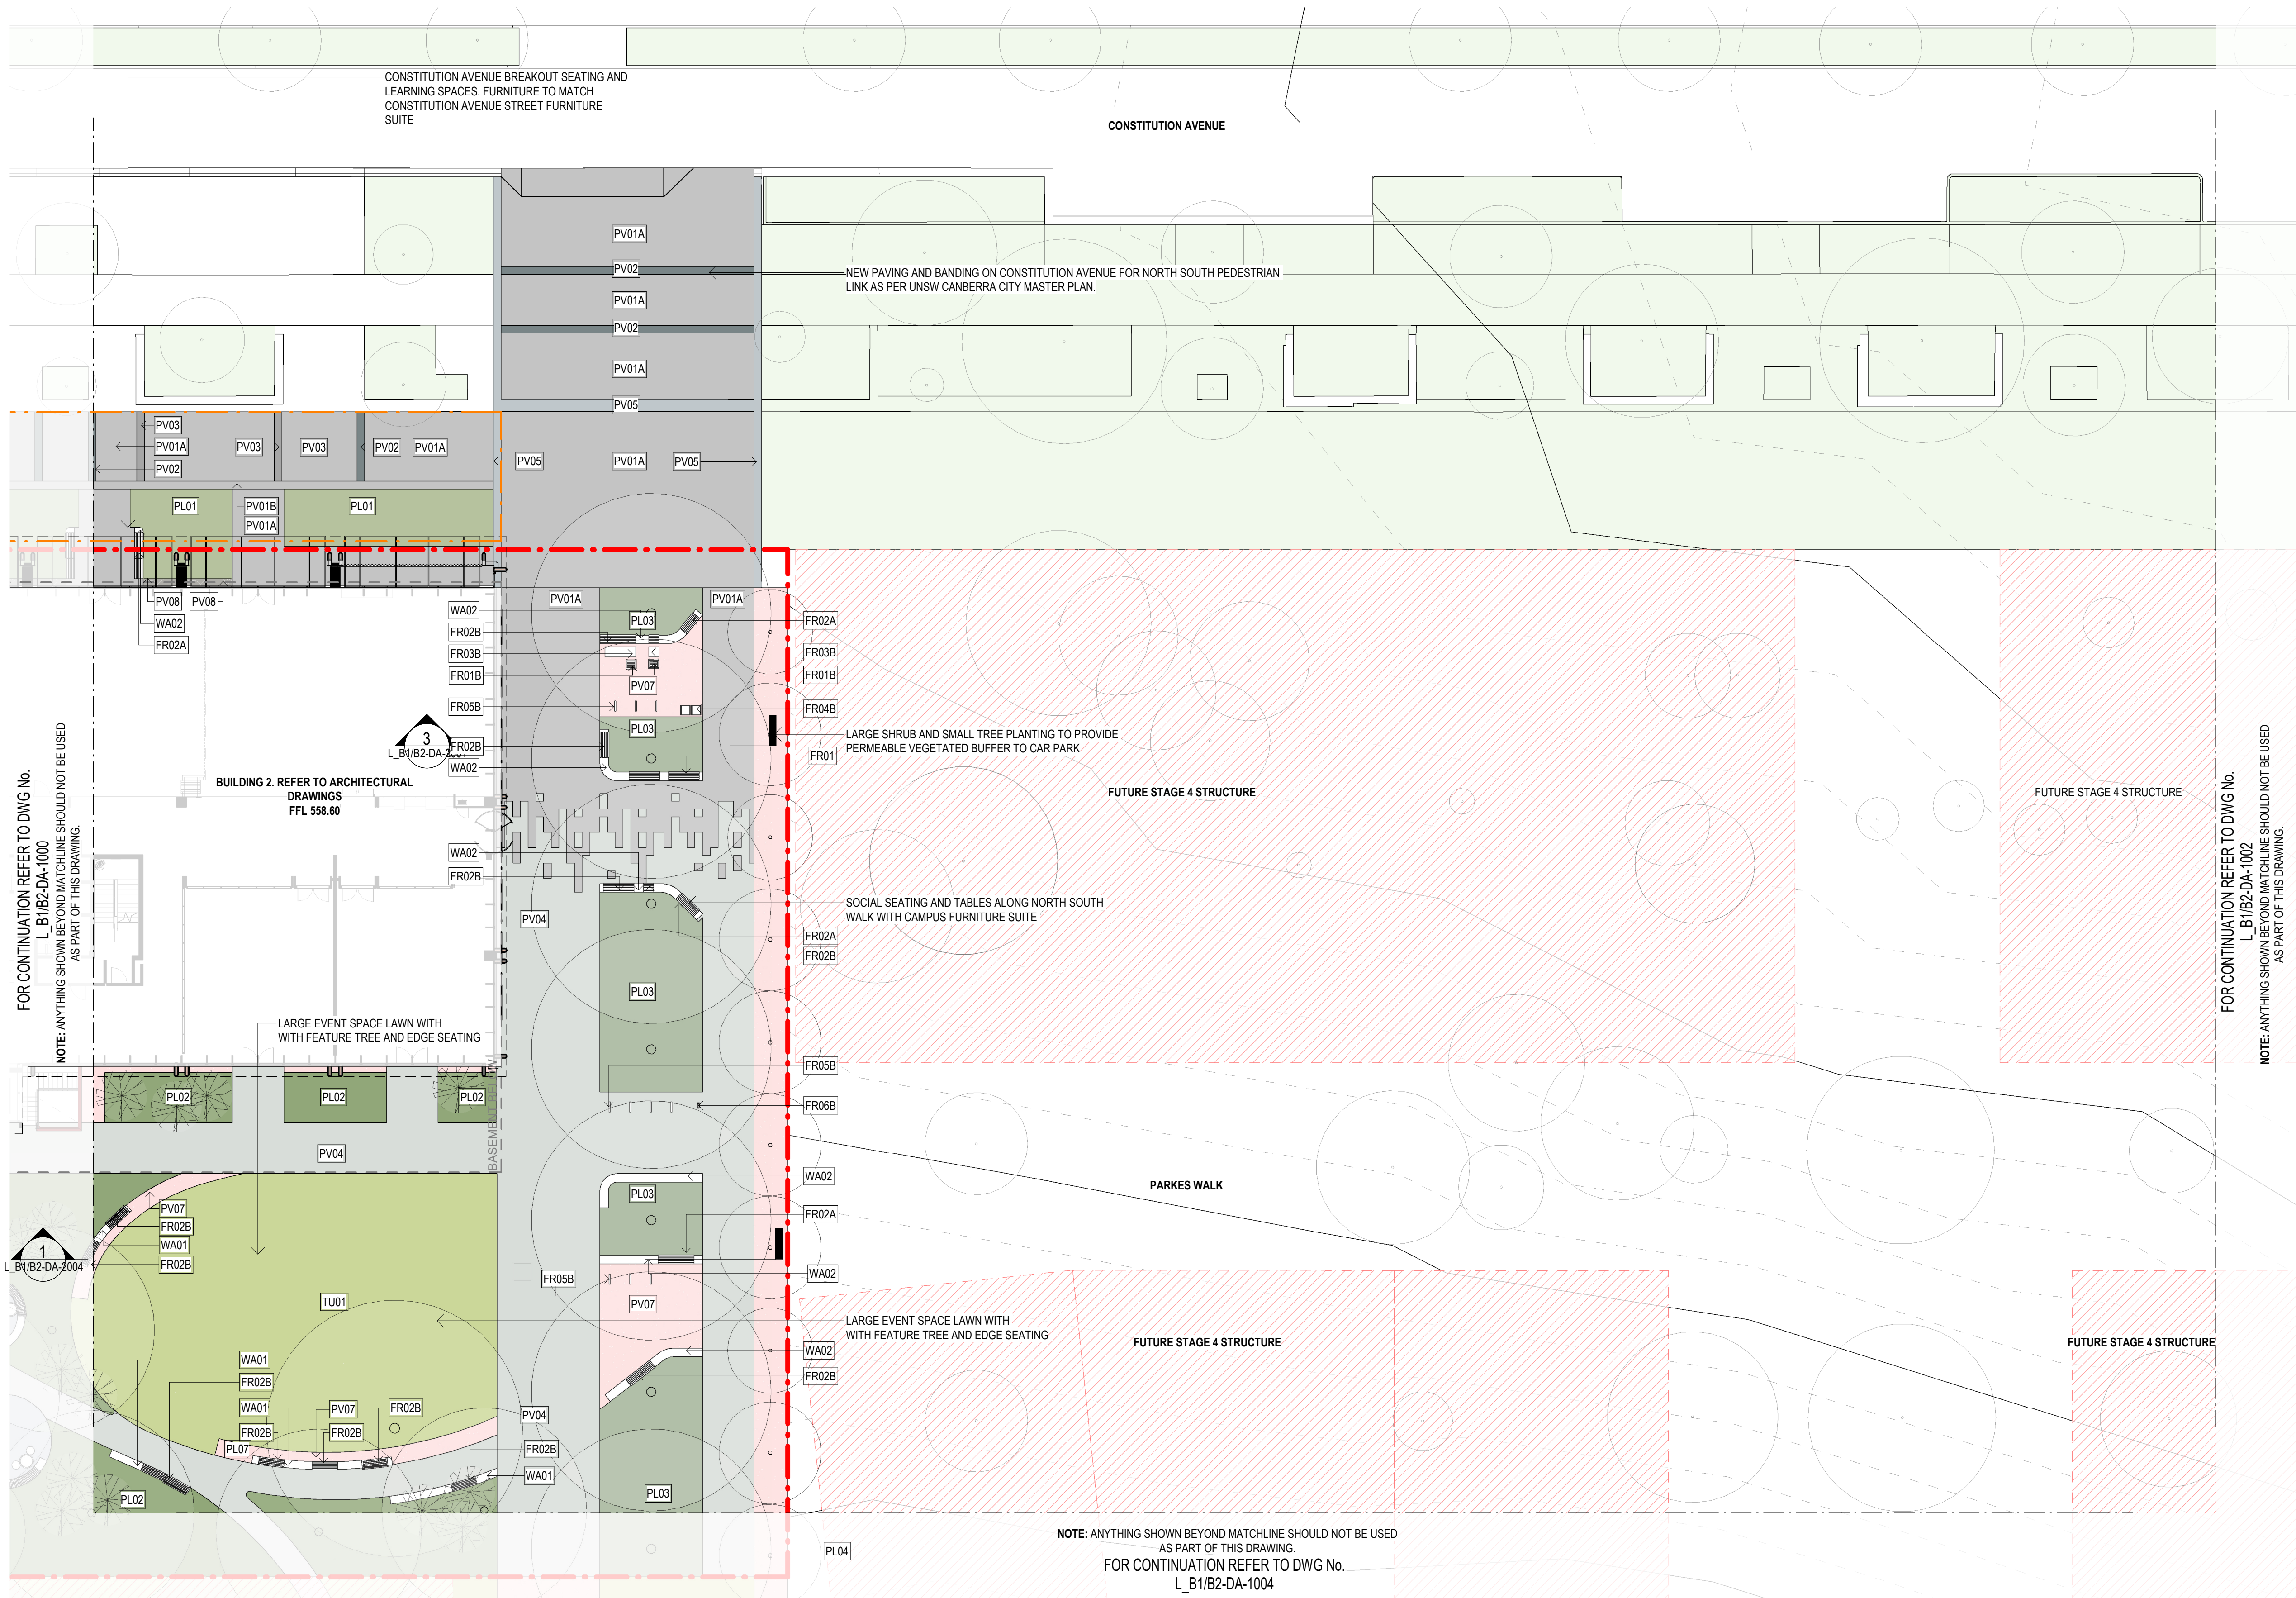 CONSTITUTION AVENUE BREAKOUT SEATING AND
LEARNING SPACES. FURNITURE TO MATCH
CONSTITUTION AVENUE STREET FURNITURE
SUITE
CONSTITUTION AVENUE
PV01A
PV02
NEW PAVING AND BANDING ON CONSTITUTION AVENUE FOR NORTH SOUTH PEDESTRIAN
LINK AS PER UNSW CANBERRA CITY MASTER PLAN.
PV01A
PV02
PV01A
PV05
PV03
PV01A
PV02
PV03
PV03
PV02
PV01A
PV05
PV01A
PV05
PL01
PV01B
PV01A
PL01
PV08
PV08
WA02
FR02A
PV01A
PV01A
WA02
FR02B
FR03B
FR01B
FR05B
FR02B
WA02
PL03
PV07
PL03
FR02A
FR03B
FR01B
FR04B
FR01
3
L_B1/B2-DA-2001
LARGE SHRUB AND SMALL TREE PLANTING TO PROVIDE
PERMEABLE VEGETATED BUFFER TO CAR PARK
BUILDING 2. REFER TO ARCHITECTURAL
DRAWINGS
FFL 558.60
FUTURE STAGE 4 STRUCTURE
FUTURE STAGE 4 STRUCTURE
FOR CONTINUATION REFER TO DWG No.
L_B1/B2-DA-1000
NOTE: ANYTHING SHOWN BEYOND MATCHLINE SHOULD NOT BE USED
AS PART OF THIS DRAWING.
FOR CONTINUATION REFER TO DWG No.
L_B1/B2-DA-1002
NOTE: ANYTHING SHOWN BEYOND MATCHLINE SHOULD NOT BE USED
AS PART OF THIS DRAWING.
WA02
FR02B
PV04
SOCIAL SEATING AND TABLES ALONG NORTH SOUTH
WALK WITH CAMPUS FURNITURE SUITE
FR02A
FR02B
PL03
LARGE EVENT SPACE LAWN WITH
WITH FEATURE TREE AND EDGE SEATING
FR05B
FR06B
PL02
PL02
PL02
BASEMENT BELOW
PV04
WA02
PL03
FR02A
PARKES WALK
PV07
FR02B
WA01
FR02B
1
L_B1/B2-DA-2004
WA02
FR05B
PV07
TU01
LARGE EVENT SPACE LAWN WITH
WITH FEATURE TREE AND EDGE SEATING
FUTURE STAGE 4 STRUCTURE
FUTURE STAGE 4 STRUCTURE
WA02
FR02B
WA01
FR02B
WA01
PV07
FR02B
FR02B
FR02B
PL07
PV04
FR02B
WA01
PL02
PL03
PL04
NOTE: ANYTHING SHOWN BEYOND MATCHLINE SHOULD NOT BE USED
AS PART OF THIS DRAWING.
FOR CONTINUATION REFER TO DWG No.
L_B1/B2-DA-1004